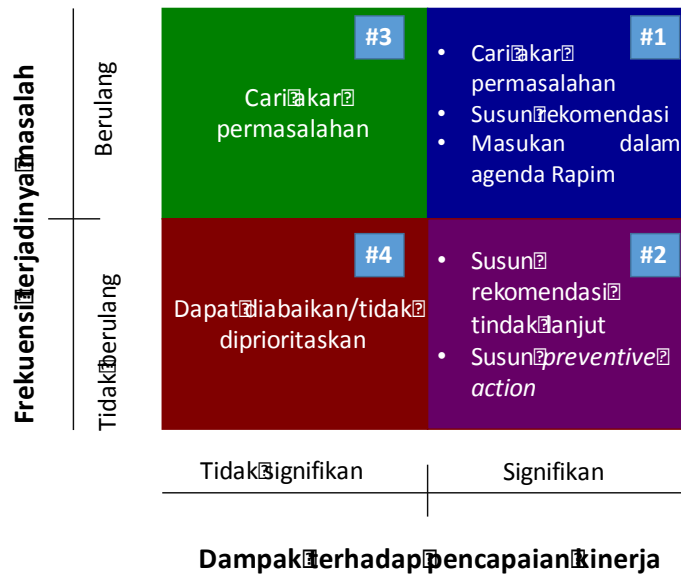 Frekuensi terjadinya masalah
Berulang
Tidak berulang
#3
Cari akar
permasalahan
#1
• Cari akar
permasalahan
• Susun rekomendasi
• Masukan dalam
agenda Rapim
#4
Dapat diabaikan/tidak
diprioritaskan
#2
• Susun
rekomendasi
tindak lanjut
• Susun preventive
action
Tidak signifikan
Signifikan
Dampak terhadap pencapaian kinerja